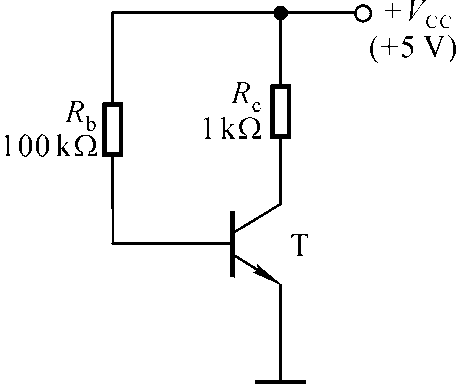 +V_CC
(+5 V)
R_b
100 kΩ
R_c
1 kΩ
T